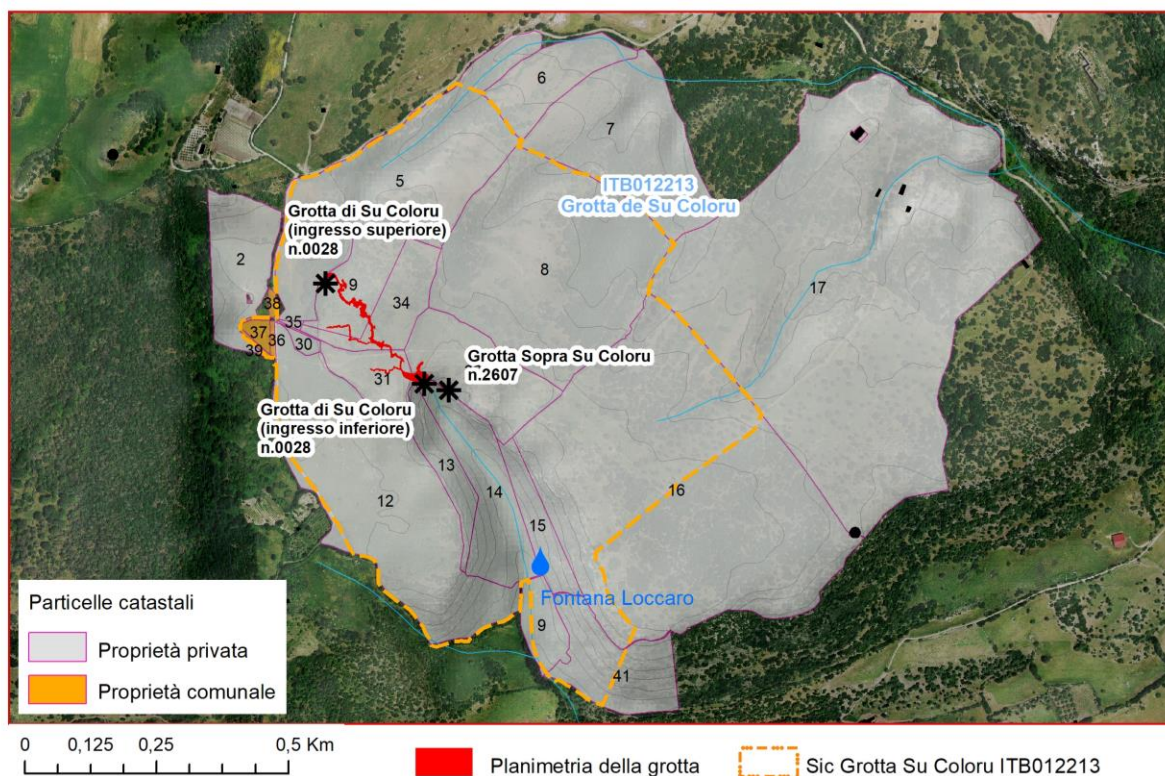 6
7
5
ITB012213
Grotta de Su Coloru
Grotta di Su Coloru
(ingresso superiore)
n.0028
2
8
9
17
38
34
35
37
36
30
39
Grotta Sopra Su Coloru
n.2607
31
Grotta di Su Coloru
(ingresso inferiore)
n.0028
13
14
16
12
15
Fontana Loccaro
9
41
Particelle catastali
Proprietà privata
Proprietà comunale
0 0,125 0,25 0,5 Km
Planimetria della grotta
Sic Grotta Su Coloru ITB012213